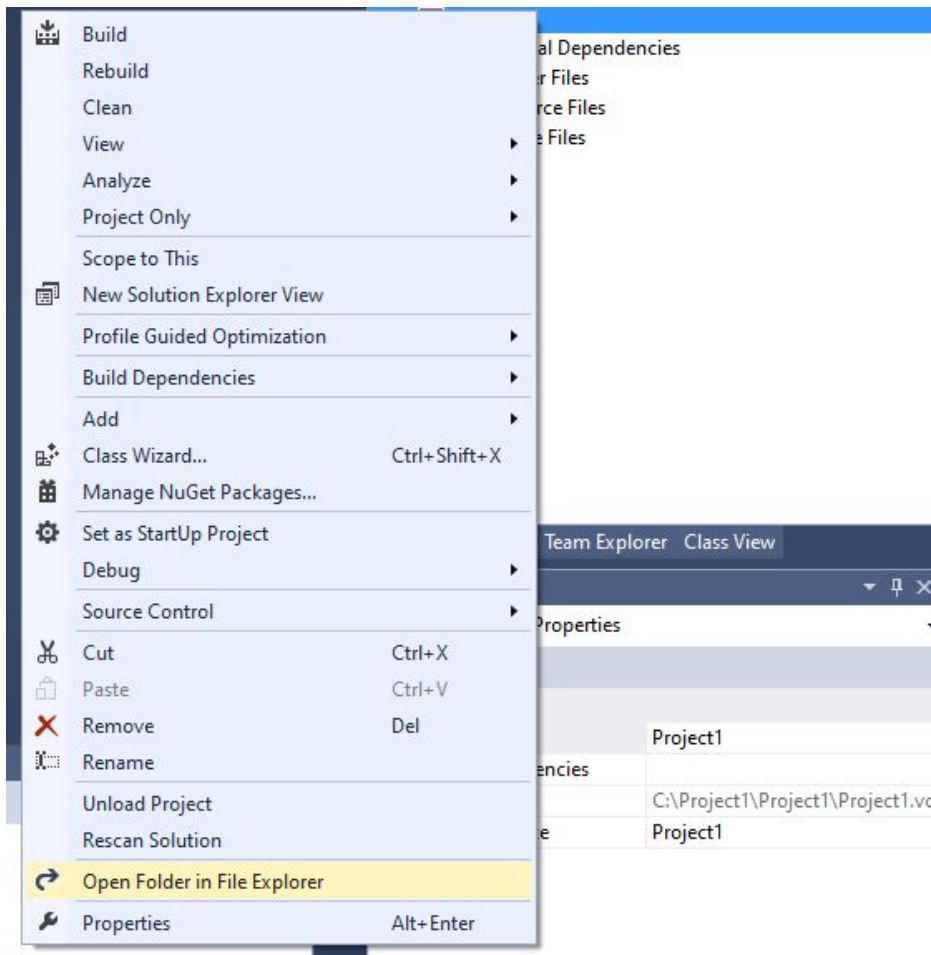 Build
Rebuild
Clean
View
Analyze
Project Only
Scope to This
New Solution Explorer View
Profile Guided Optimization
Build Dependencies
Add
Class Wizard... Ctrl+Shift+X
Manage NuGet Packages...
Set as StartUp Project
Debug
Source Control
Cut Ctrl+X
Paste Ctrl+V
Remove Del
Rename
Unload Project
Rescan Solution
Open Folder in File Explorer
Properties Alt+Enter
al Dependencies
r Files
rce Files
e Files
Team Explorer Class View
Properties
Project1
encies
C:\Project1\Project1\Project1.vc
e Project1